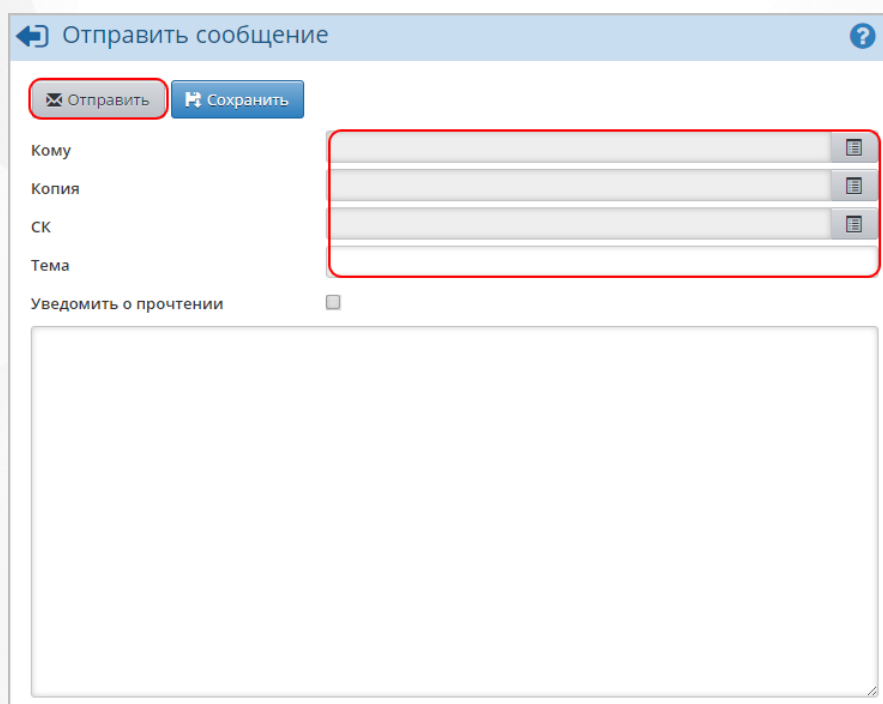 Отправить сообщение
Отправить Сохранить
Кому
Копия
СК
Тема
Уведомить о прочтении